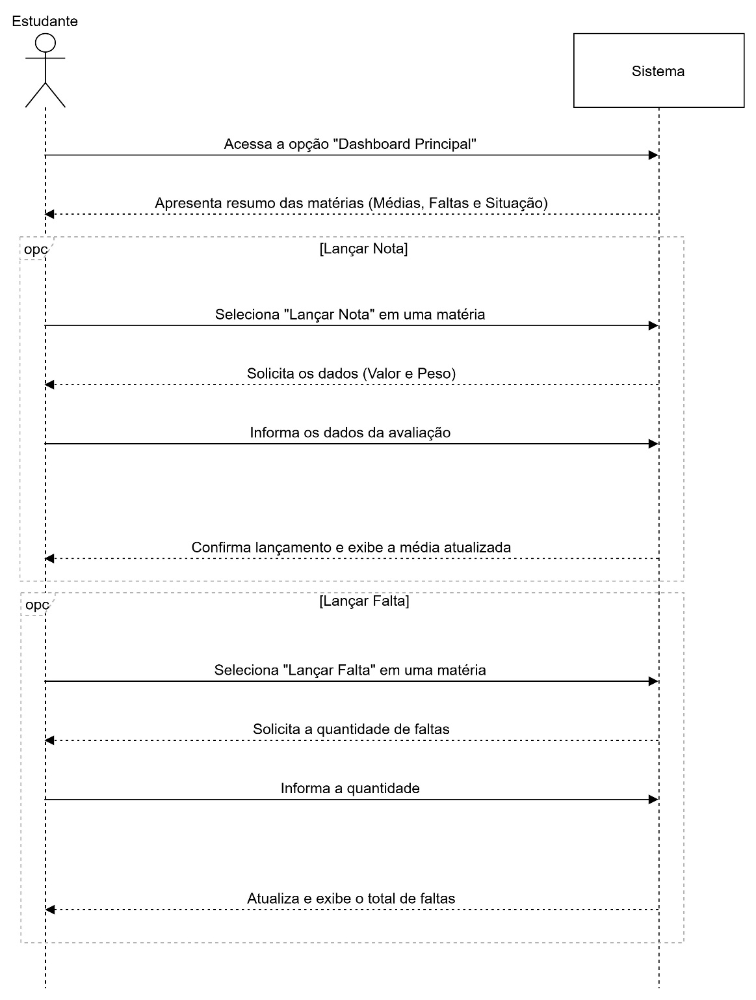 Estudante
Sistema
Acessa a opção "Dashboard Principal"
Apresenta resumo das matérias (Médias, Faltas e Situação)
opc
[Lançar Nota]
Seleciona "Lançar Nota" em uma matéria
Solicita os dados (Valor e Peso)
Informa os dados da avaliação
Confirma lançamento e exibe a média atualizada
opc
[Lançar Falta]
Seleciona "Lançar Falta" em uma matéria
Solicita a quantidade de faltas
Informa a quantidade
Atualiza e exibe o total de faltas